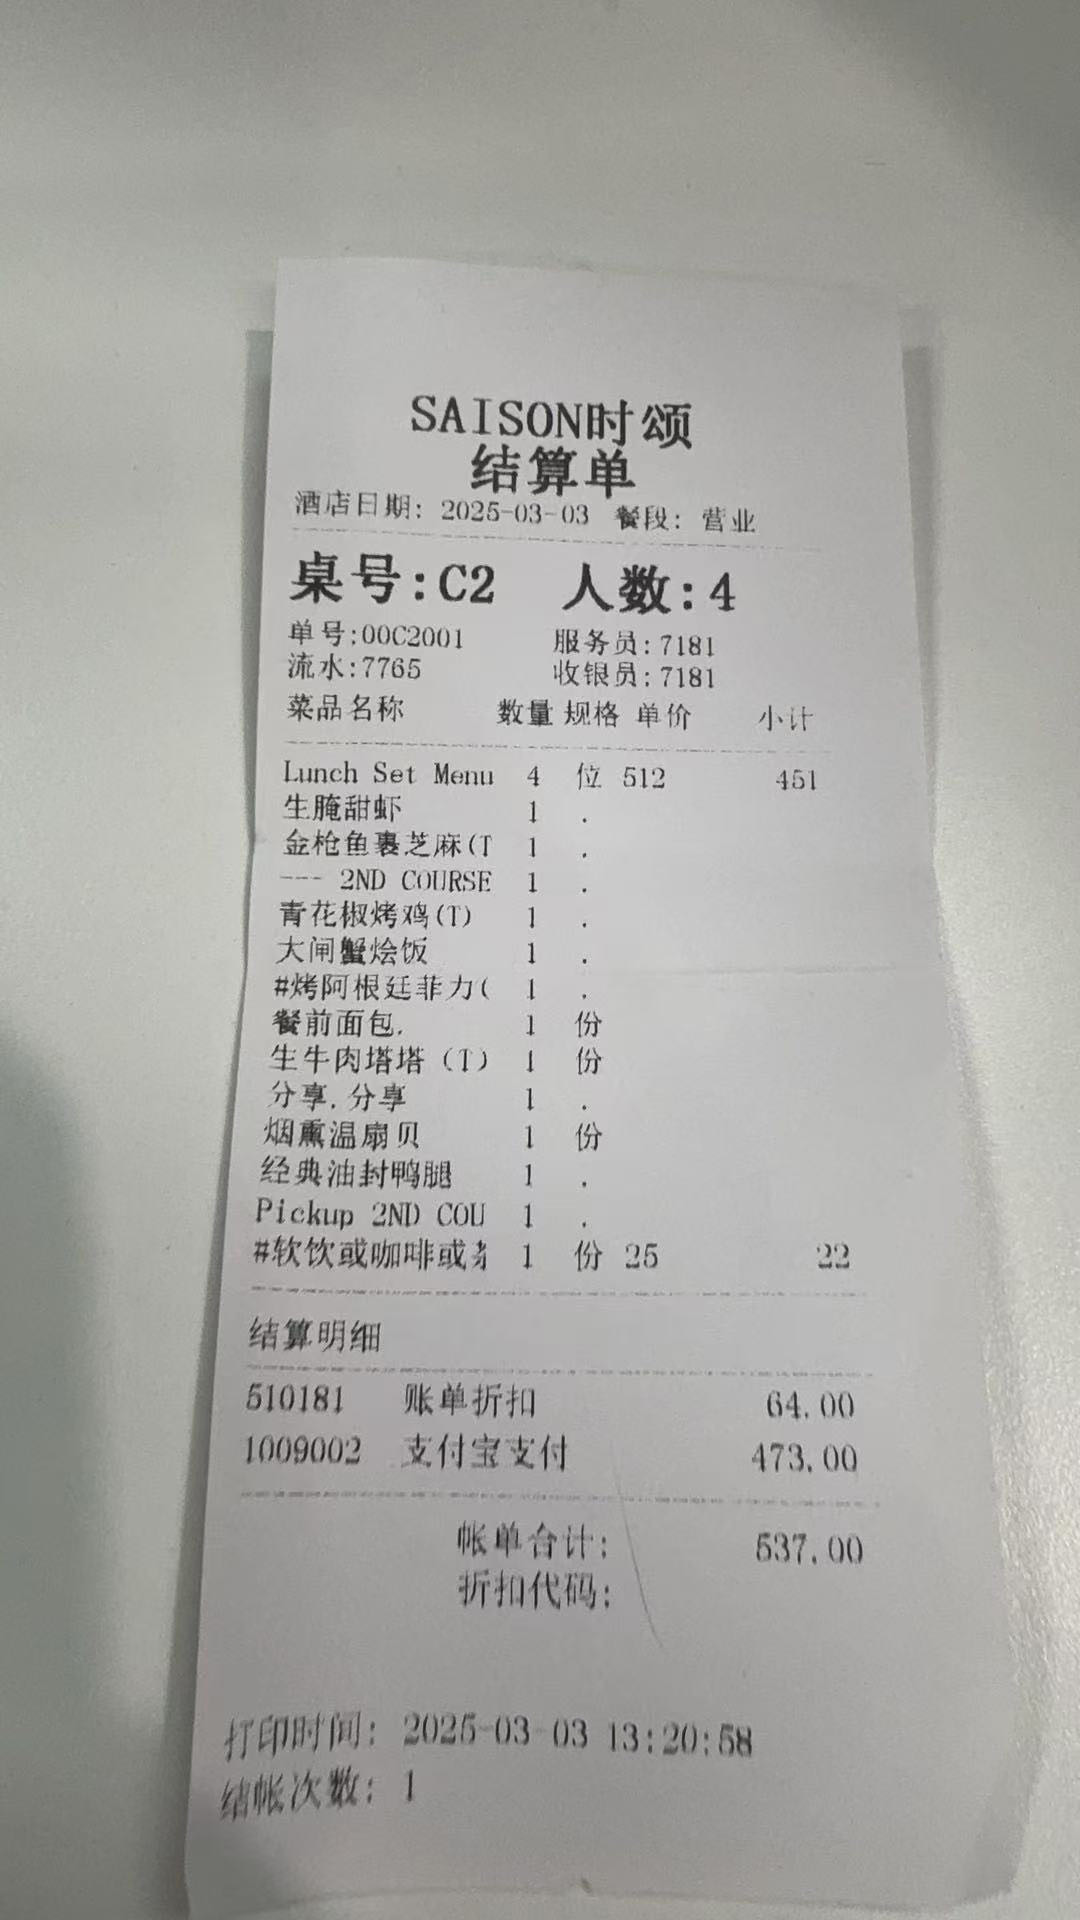 SAISON时颂
结算单
酒店日期: 2025-03-03 餐段: 营业
桌号:C2 人数:4
单号:00C2001 服务员:7181
流水:7765 收银员:7181
菜品名称 数量 规格 单价 小计
Lunch Set Menu 4 位 512 451
生腌甜虾 1 .
金枪鱼裹芝麻(T 1 .
--- 2ND COURSE 1 .
青花椒烤鸡(T) 1 .
大闸蟹烩饭 1 .
#烤阿根廷菲力( 1 .
餐前面包. 1 份
生牛肉塔塔 (T) 1 份
分享.分享 1 .
烟熏温扇贝 1 份
经典油封鸭腿 1 .
Pickup 2ND COU 1 .
#软饮或咖啡或 1 份 25 22
结算明细
510181 账单折扣 64.00
1009002 支付宝支付 473.00
帐单合计: 537.00
折扣代码:
打印时间: 2025-03-03 13:20:58
结帐次数: 1